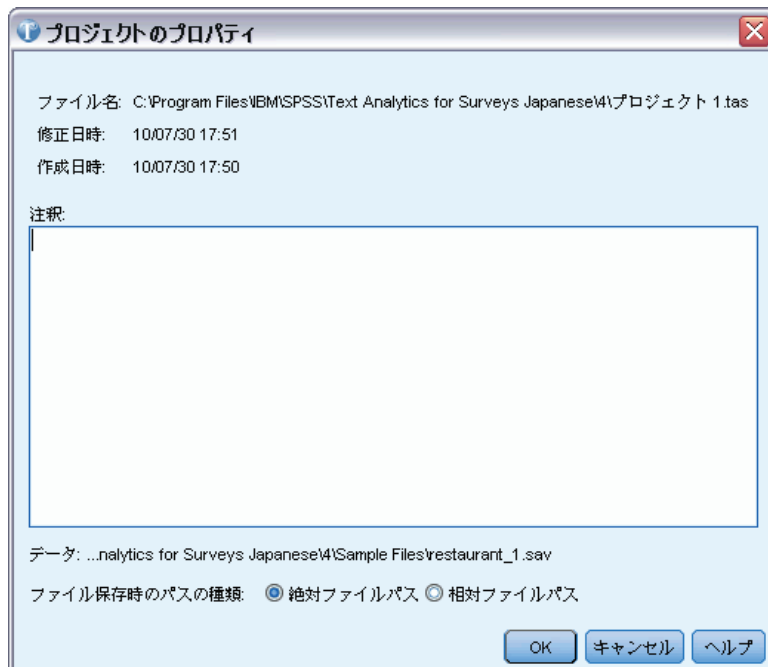 プロジェクトのプロパティ
ファイル名: C:\Program Files\IBM\SPSS\Text Analytics for Surveys Japanese\4\プロジェクト 1.tas
修正日時: 10/07/30 17:51
作成日時: 10/07/30 17:50
注釈:
データ: ...nalytics for Surveys Japanese\4\Sample Files\restaurant_1.sav
ファイル保存時のパスの種類: 絶対ファイルパス 相対ファイルパス
OK キャンセル ヘルプ